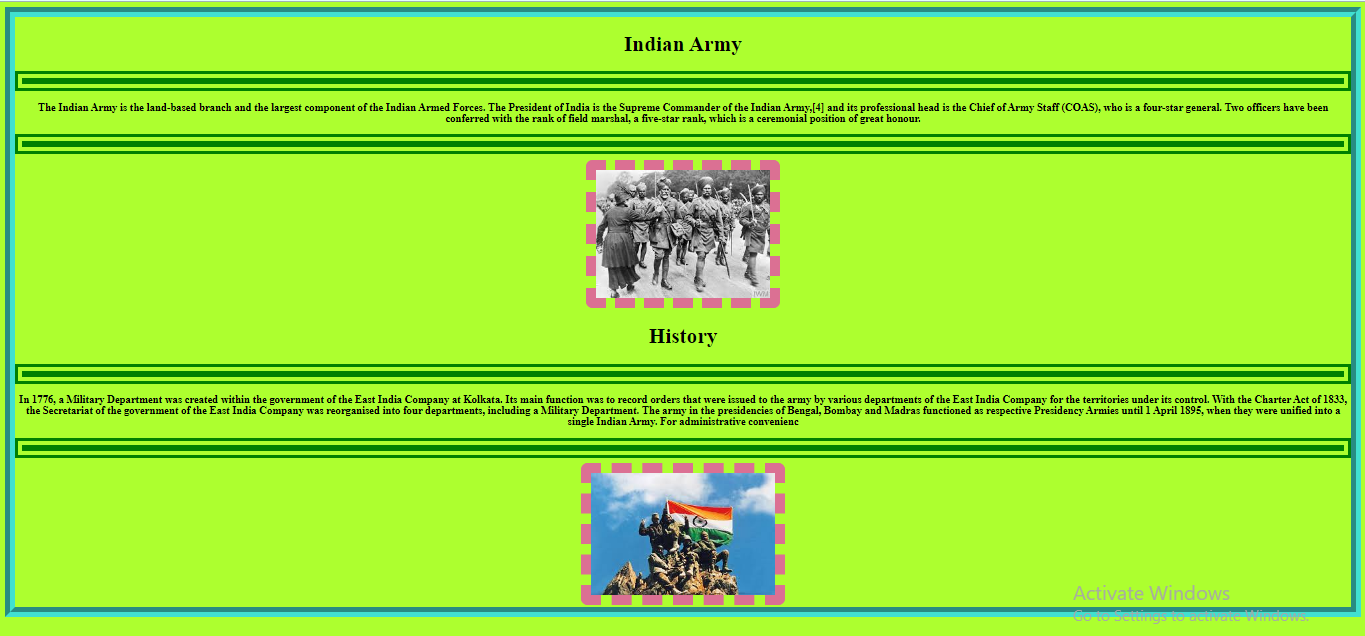 Indian Army
The Indian Army is the land-based branch and the largest component of the Indian Armed Forces. The President of India is the Supreme Commander of the Indian Army,[4] and its professional head is the Chief of Army Staff (COAS), who is a four-star general. Two officers have been
conferred with the rank of field marshal, a five-star rank, which is a ceremonial position of great honour.
IWM
History
In 1776, a Military Department was created within the government of the East India Company at Kolkata. Its main function was to record orders that were issued to the army by various departments of the East India Company for the territories under its control. With the Charter Act of 1833,
the Secretariat of the government of the East India Company was reorganised into four departments, including a Military Department. The army in the presidencies of Bengal, Bombay and Madras functioned as respective Presidency Armies until 1 April 1895, when they were unified into a
single Indian Army. For administrative convenienc
Activate Windows
Go to Settings to activate Windows.